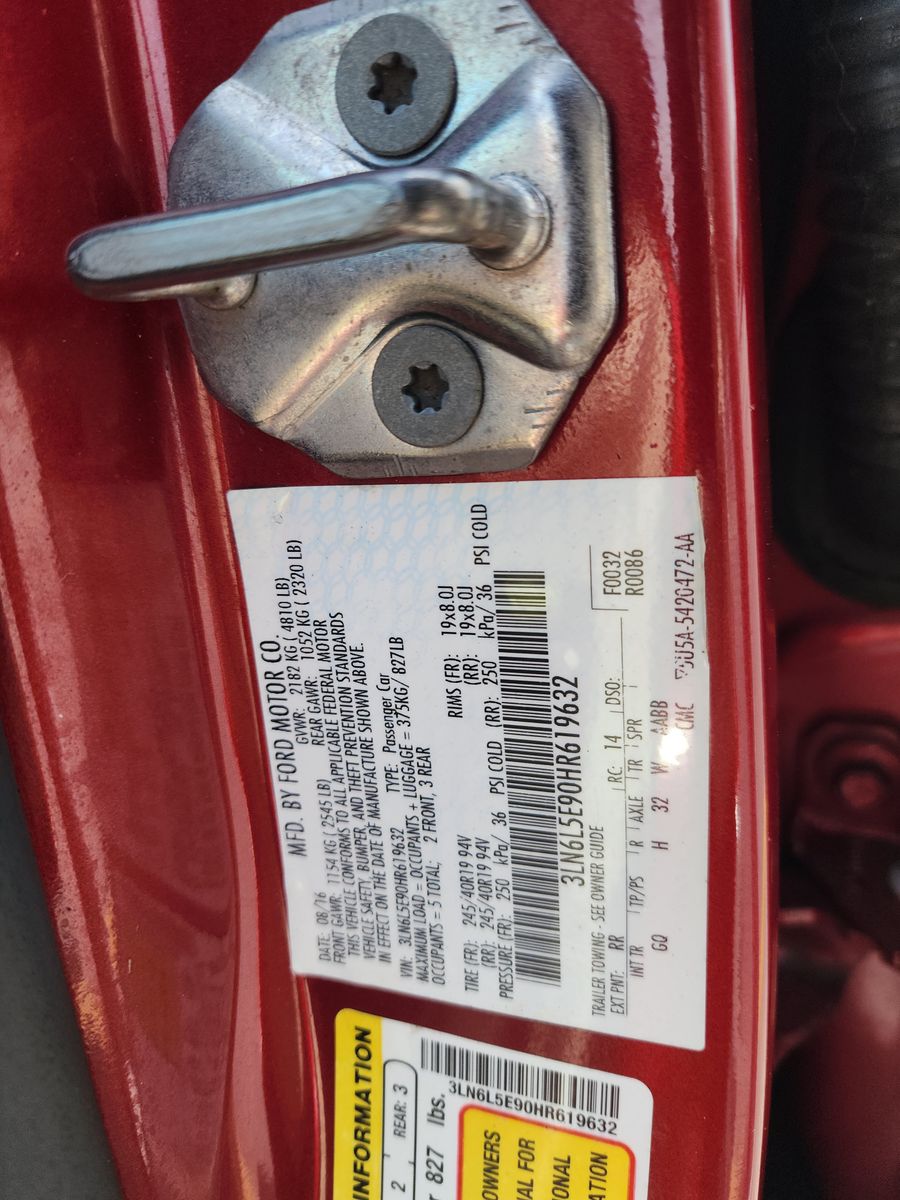 MFD. BY FORD MOTOR CO.
DATE: 08/16 GVWR: 2182 KG ( 4810 LB)
FRONT GAWR: 1154 KG ( 2545 LB) REAR GAWR: 1052 KG ( 2320 LB)
THIS VEHICLE CONFORMS TO ALL APPLICABLE FEDERAL MOTOR
VEHICLE SAFETY, BUMPER, AND THEFT PREVENTION STANDARDS
IN EFFECT ON THE DATE OF MANUFACTURE SHOWN ABOVE.
VIN: 3LN6L5E90HR619632 TYPE: Passenger Car
MAXIMUM LOAD = OCCUPANTS + LUGGAGE = 375KG/ 827LB
OCCUPANTS = 5 TOTAL; 2 FRONT, 3 REAR
TIRE (FR): 245/40R19 94V RIMS (FR): 19x8.0J
(RR): 245/40R19 94V (RR): 19x8.0J
PRESSURE (FR): 250 kPa/ 36 PSI COLD (RR): 250 kPa/ 36 PSI COLD
3LN6L5E90HR619632
TRAILER TOWING - SEE OWNER GUIDE
F0032
EXT PNT: RR RC: 14 DSO: R0086
INT TR TP/PS R AXLE TR SPR
GQ H 32 W AABB
CMC 5U5A-5420472-AA
INFORMATION
2 REAR: 3
827 lbs.
3LN6L5E90HR619632
OWNERS
FOR